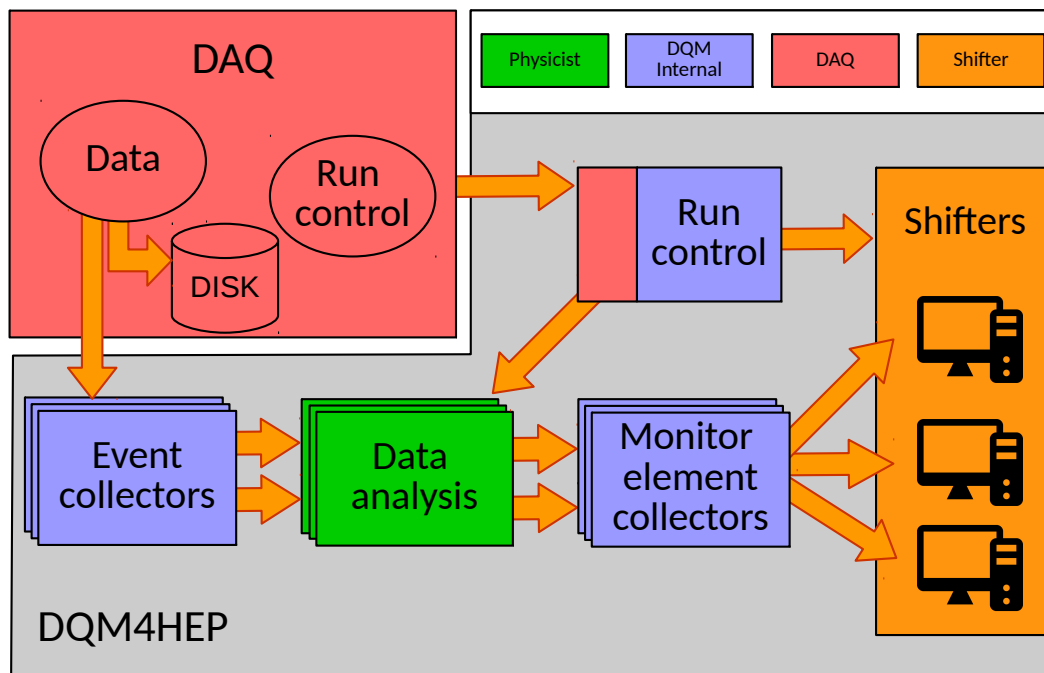 DAQ
Physicist
DQM
Internal
DAQ
Shifter
Data
Run
control
DISK
Run
control
Shifters
Event
collectors
Data
analysis
Monitor
element
collectors
DQM4HEP